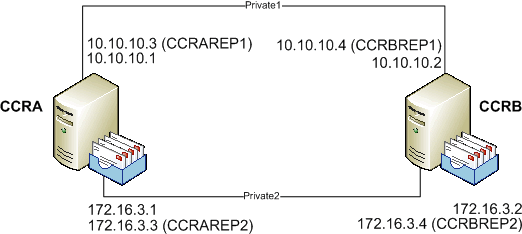 Private1
10.10.10.3 (CCRAREP1)
10.10.10.1
10.10.10.4 (CCRBREP1)
10.10.10.2
CCRA
CCRB
Private2
172.16.3.1
172.16.3.3 (CCRAREP2)
172.16.3.2
172.16.3.4 (CCRBREP2)